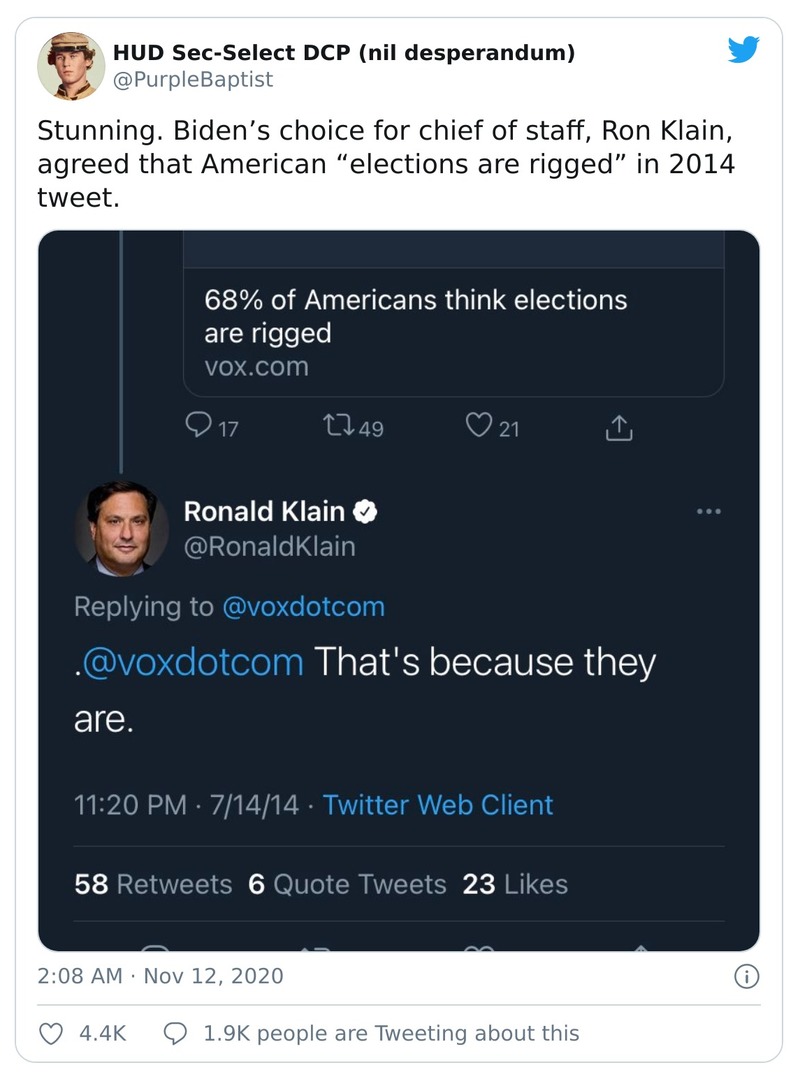 HUD Sec-Select DCP (nil desperandum)
@PurpleBaptist
Stunning. Biden’s choice for chief of staff, Ron Klain,
agreed that American “elections are rigged” in 2014
tweet.
68% of Americans think elections
are rigged
vox.com
17 49 21
Ronald Klain
@RonaldKlain
Replying to @voxdotcom
.@voxdotcom That's because they
are.
11:20 PM · 7/14/14 · Twitter Web Client
58 Retweets 6 Quote Tweets 23 Likes
2:08 AM · Nov 12, 2020
4.4K 1.9K people are Tweeting about this